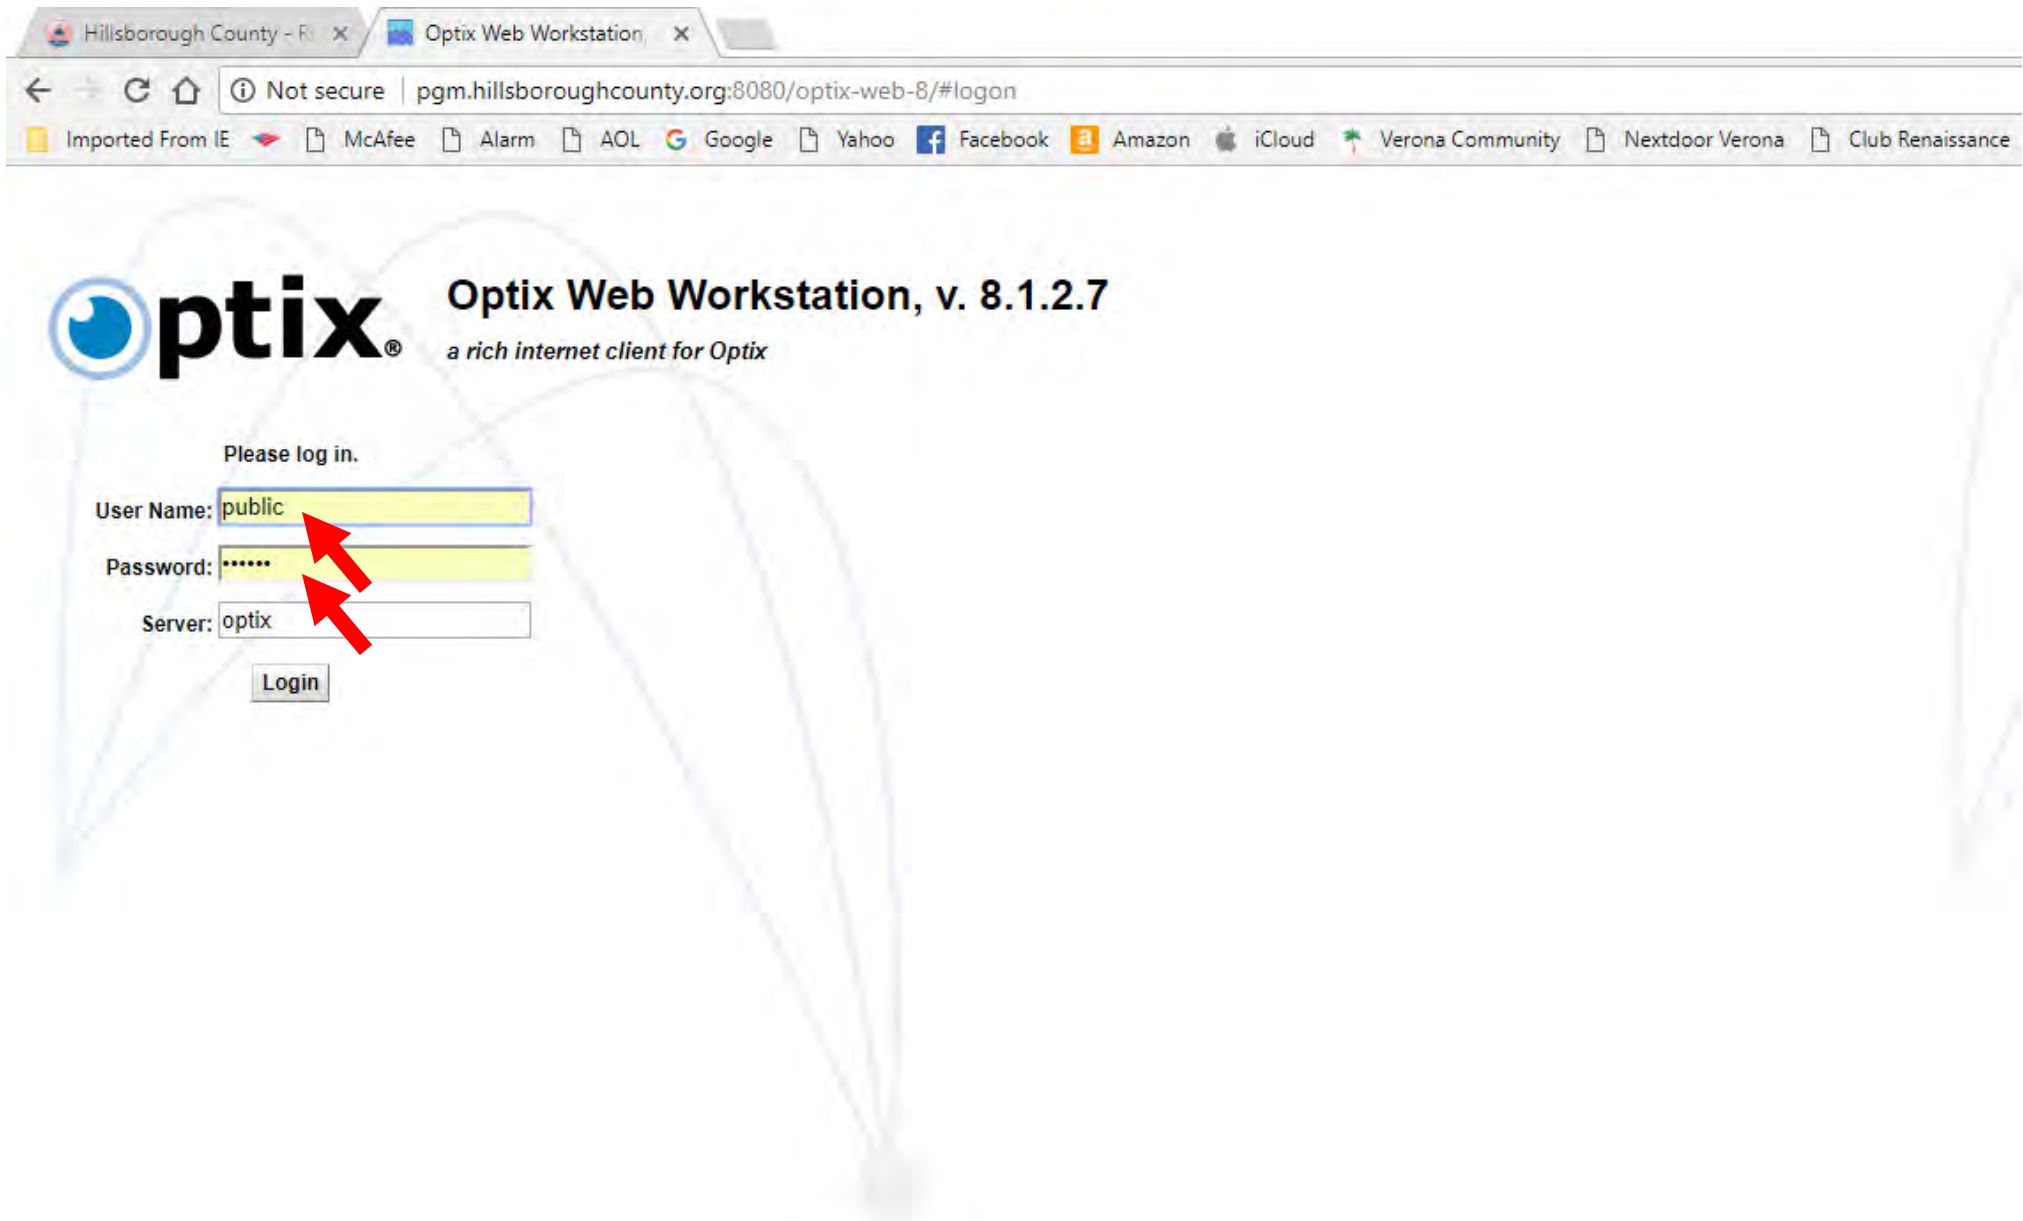 Hillsborough County - R
Optix Web Workstation,
Not secure | pgm.hillsboroughcounty.org:8080/optix-web-8/#logon
Imported From IE McAfee Alarm AOL Google Yahoo Facebook Amazon iCloud Verona Community Nextdoor Verona Club Renaissance
Optix®
Optix Web Workstation, v. 8.1.2.7
a rich internet client for Optix
Please log in.
User Name: public
Password: ••••••
Server: optix
Login